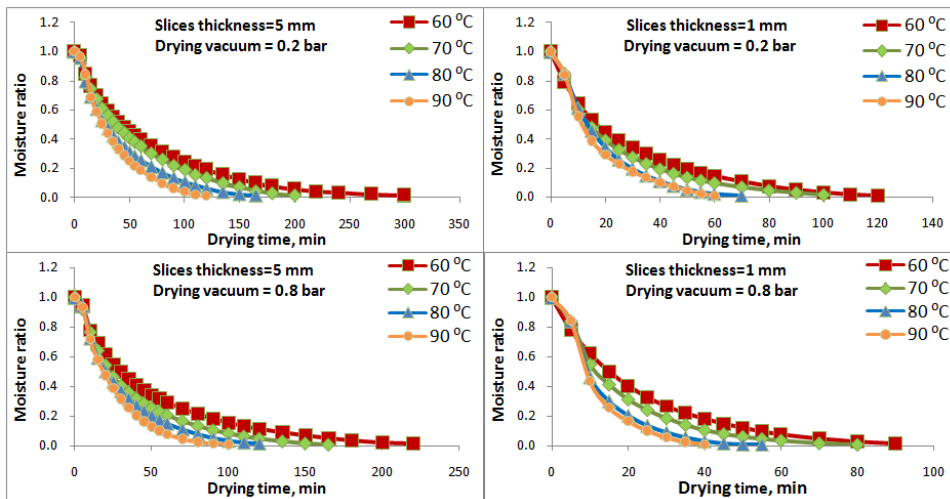 Slices thickness=5 mm
Drying vacuum = 0.2 bar
60 °C
70 °C
80 °C
90 °C
Moisture ratio
1.2
1.0
0.8
0.6
0.4
0.2
0.0
0 50 100 150 200 250 300 350
Drying time, min
Slices thickness=1 mm
Drying vacuum = 0.2 bar
60 °C
70 °C
80 °C
90 °C
Moisture ratio
1.2
1.0
0.8
0.6
0.4
0.2
0.0
0 20 40 60 80 100 120 140
Drying time, min
Slices thickness=5 mm
Drying vacuum = 0.8 bar
60 °C
70 °C
80 °C
90 °C
Moisture ratio
1.2
1.0
0.8
0.6
0.4
0.2
0.0
0 50 100 150 200 250
Drying time, min
Slices thickness=1 mm
Drying vacuum = 0.8 bar
60 °C
70 °C
80 °C
90 °C
Moisture ratio
1.2
1.0
0.8
0.6
0.4
0.2
0.0
0 20 40 60 80 100
Drying time, min